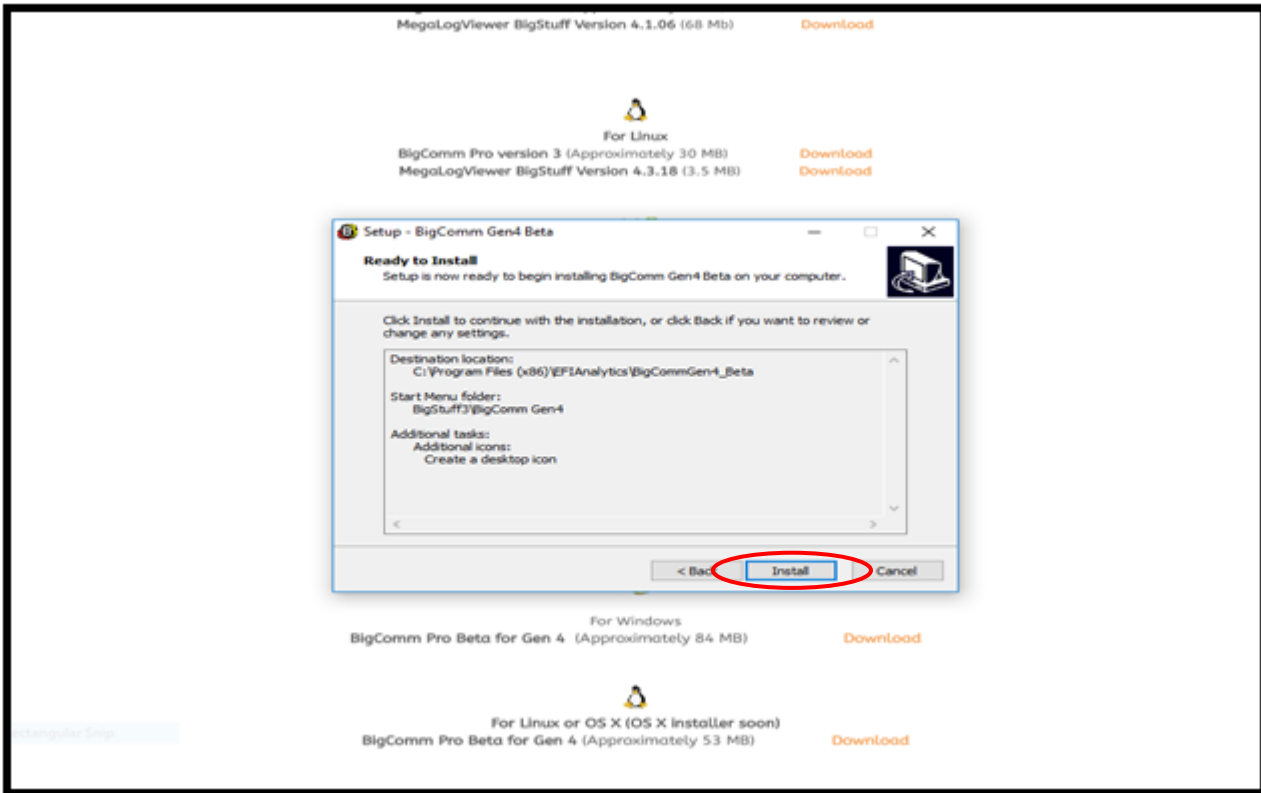 MegaLogViewer BigStuff Version 4.1.06 (68 Mb) Download
For Linux
BigComm Pro version 3 (Approximately 30 MB) Download
MegaLogViewer BigStuff Version 4.3.18 (3.5 MB) Download
Setup - BigComm Gen4 Beta
Ready to Install
Setup is now ready to begin installing BigComm Gen4 Beta on your computer.
Click Install to continue with the installation, or click Back if you want to review or
change any settings.
Destination location:
C:\Program Files (x86)\EFIAnalytics\BigCommGen4_Beta
Start Menu folder:
BigStuff3\BigComm Gen4
Additional tasks:
Additional icons:
Create a desktop icon
< Back Install Cancel
For Windows
BigComm Pro Beta for Gen 4 (Approximately 84 MB) Download
For Linux or OS X (OS X installer soon)
ectangular Snip
BigComm Pro Beta for Gen 4 (Approximately 53 MB) Download